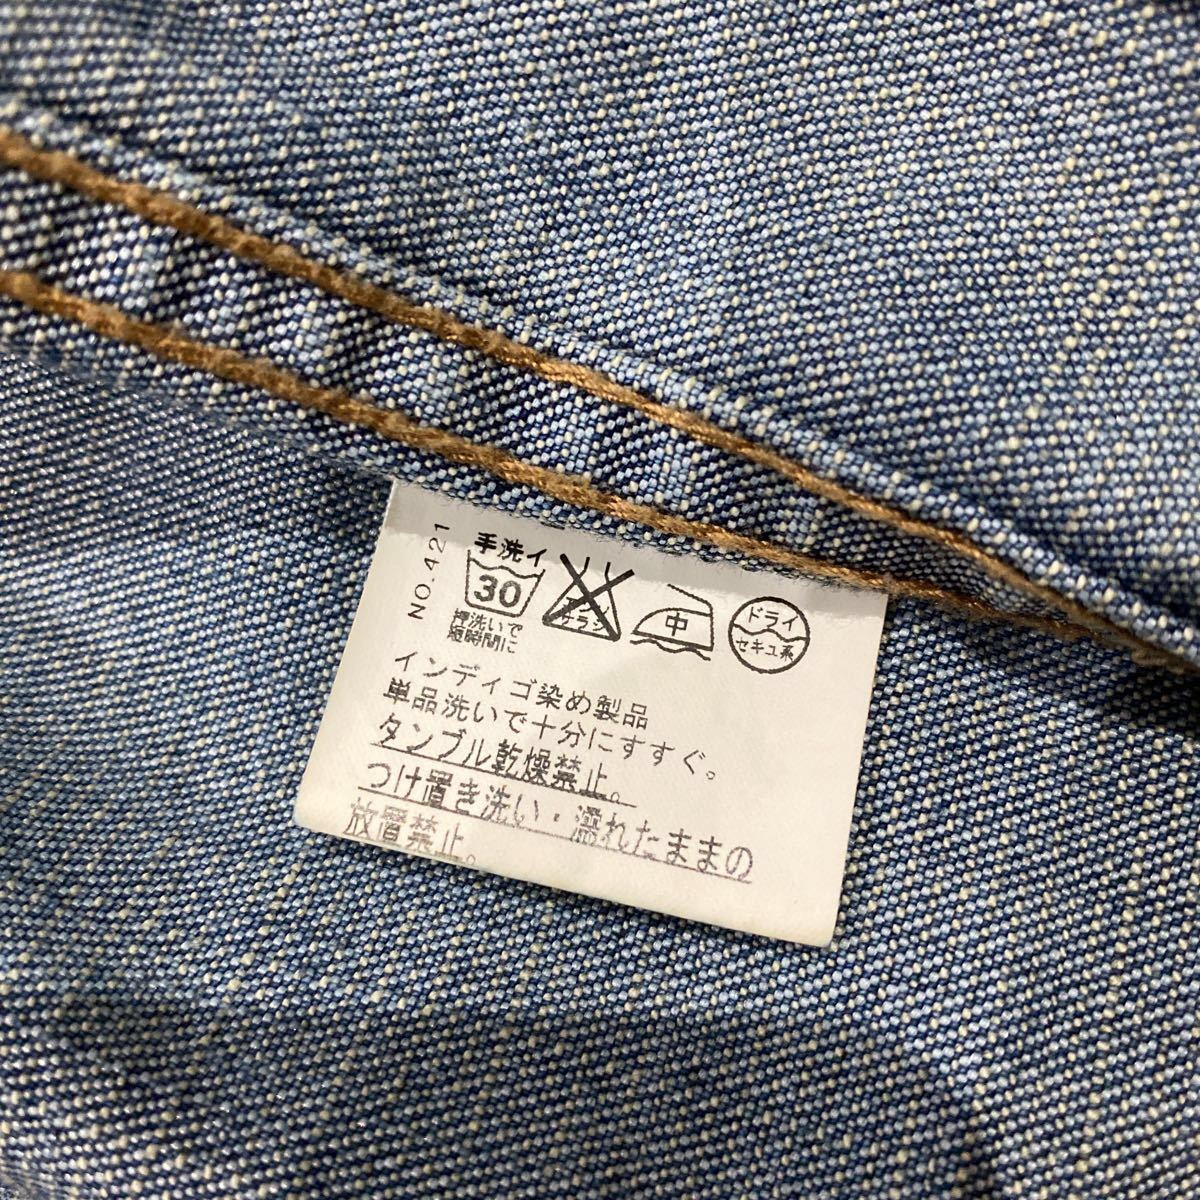 NO.421
手洗イ
30
押洗いで
短時間に
エンソ
サラシ
中
ドライ
セキユ系
インディゴ染め製品
単品洗いで十分にすすぐ。
タンブル乾燥禁止。
つけ置き洗い・濡れたままの
放置禁止。